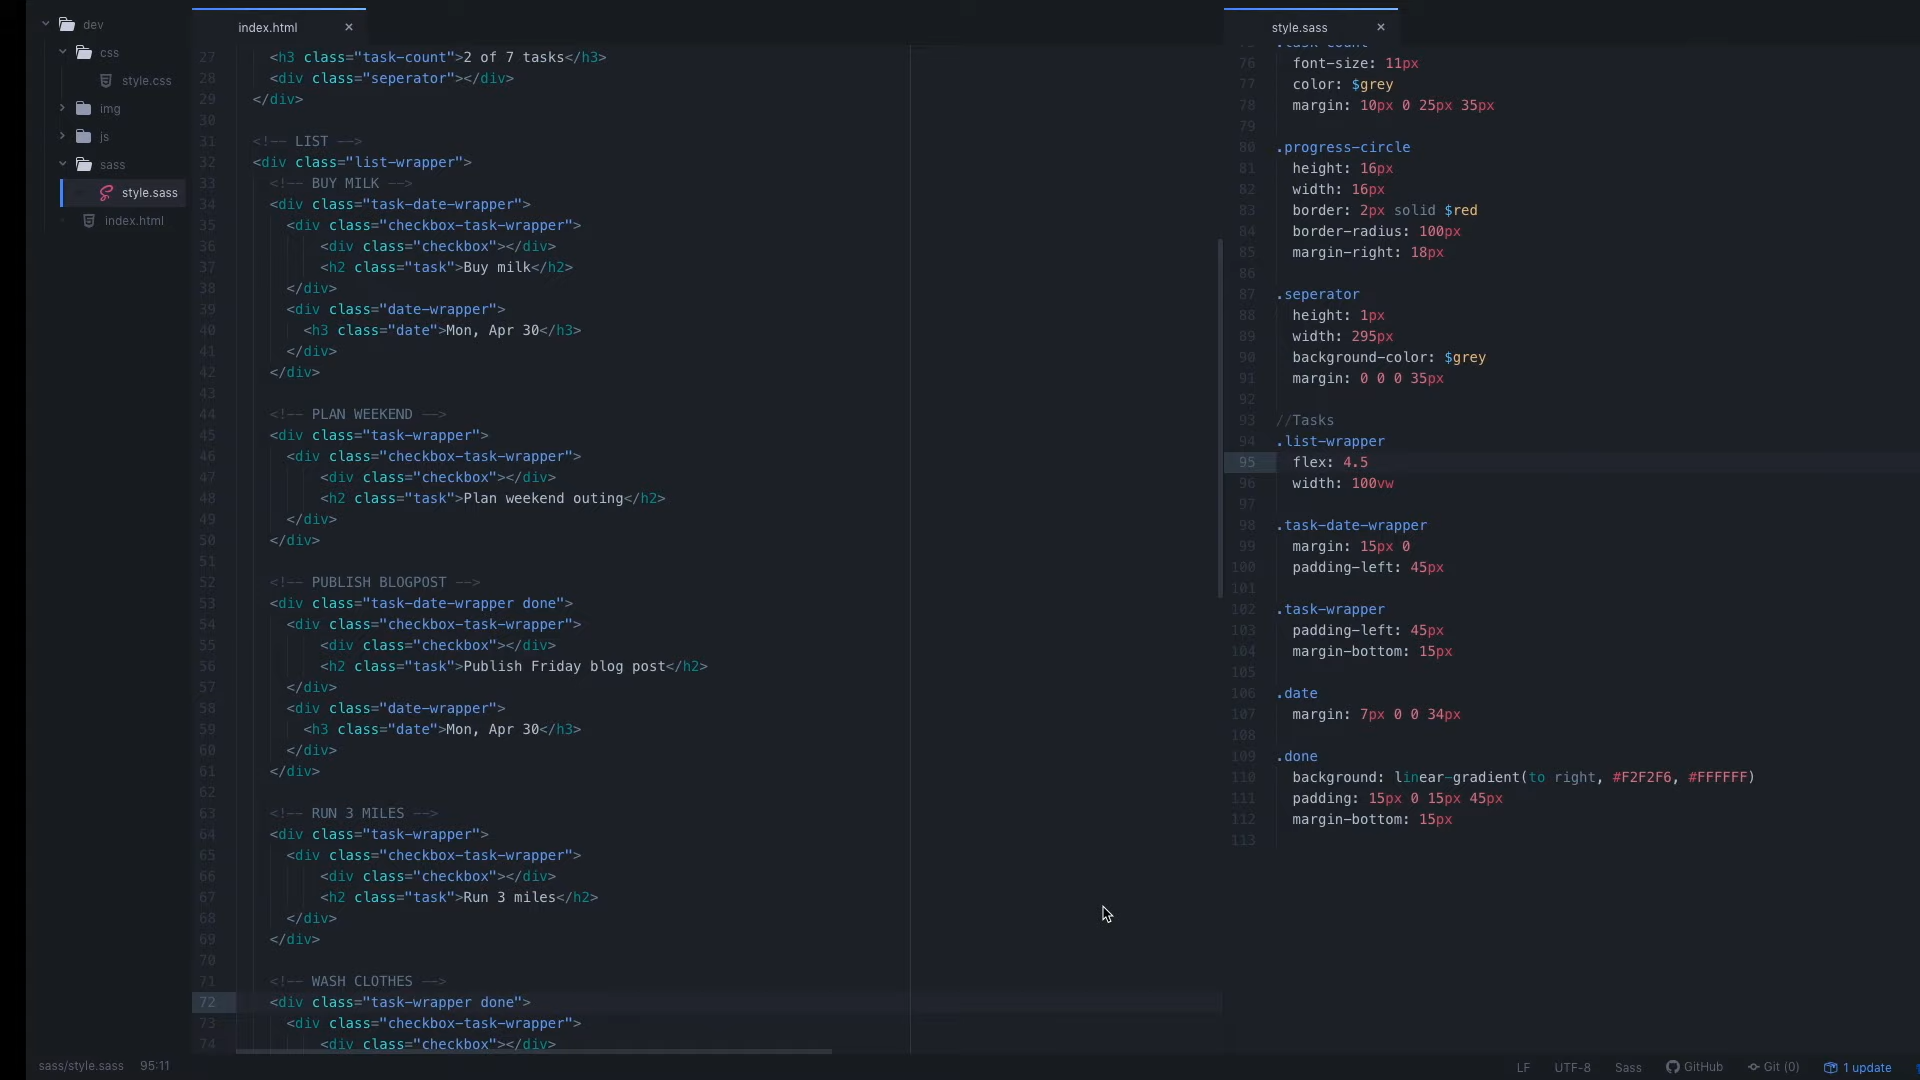 dev
css
style.css
img
js
sass
style.sass
index.html
index.html ×
27 <h3 class="task-count">2 of 7 tasks</h3>
28 <div class="seperator"></div>
29 </div>
30
31 <!-- LIST -->
32 <div class="list-wrapper">
33 <!-- BUY MILK -->
34 <div class="task-date-wrapper">
35 <div class="checkbox-task-wrapper">
36 <div class="checkbox"></div>
37 <h2 class="task">Buy milk</h2>
38 </div>
39 <div class="date-wrapper">
40 <h3 class="date">Mon, Apr 30</h3>
41 </div>
42 </div>
43
44 <!-- PLAN WEEKEND -->
45 <div class="task-wrapper">
46 <div class="checkbox-task-wrapper">
47 <div class="checkbox"></div>
48 <h2 class="task">Plan weekend outing</h2>
49 </div>
50 </div>
51
52 <!-- PUBLISH BLOGPOST -->
53 <div class="task-date-wrapper done">
54 <div class="checkbox-task-wrapper">
55 <div class="checkbox"></div>
56 <h2 class="task">Publish Friday blog post</h2>
57 </div>
58 <div class="date-wrapper">
59 <h3 class="date">Mon, Apr 30</h3>
60 </div>
61 </div>
62
63 <!-- RUN 3 MILES -->
64 <div class="task-wrapper">
65 <div class="checkbox-task-wrapper">
66 <div class="checkbox"></div>
67 <h2 class="task">Run 3 miles</h2>
68 </div>
69 </div>
70
71 <!-- WASH CLOTHES -->
72 <div class="task-wrapper done">
73 <div class="checkbox-task-wrapper">
74 <div class="checkbox"></div>
style.sass ×
75 .task-count
76 font-size: 11px
77 color: $grey
78 margin: 10px 0 25px 35px
79
80 .progress-circle
81 height: 16px
82 width: 16px
83 border: 2px solid $red
84 border-radius: 100px
85 margin-right: 18px
86
87 .seperator
88 height: 1px
89 width: 295px
90 background-color: $grey
91 margin: 0 0 0 35px
92
93 //Tasks
94 .list-wrapper
95 flex: 4.5
96 width: 100vw
97
98 .task-date-wrapper
99 margin: 15px 0
100 padding-left: 45px
101
102 .task-wrapper
103 padding-left: 45px
104 margin-bottom: 15px
105
106 .date
107 margin: 7px 0 0 34px
108
109 .done
110 background: linear-gradient(to right, #F2F2F6, #FFFFFF)
111 padding: 15px 0 15px 45px
112 margin-bottom: 15px
113
sass/style.sass 95:11
LF UTF-8 Sass GitHub Git (0) 1 update